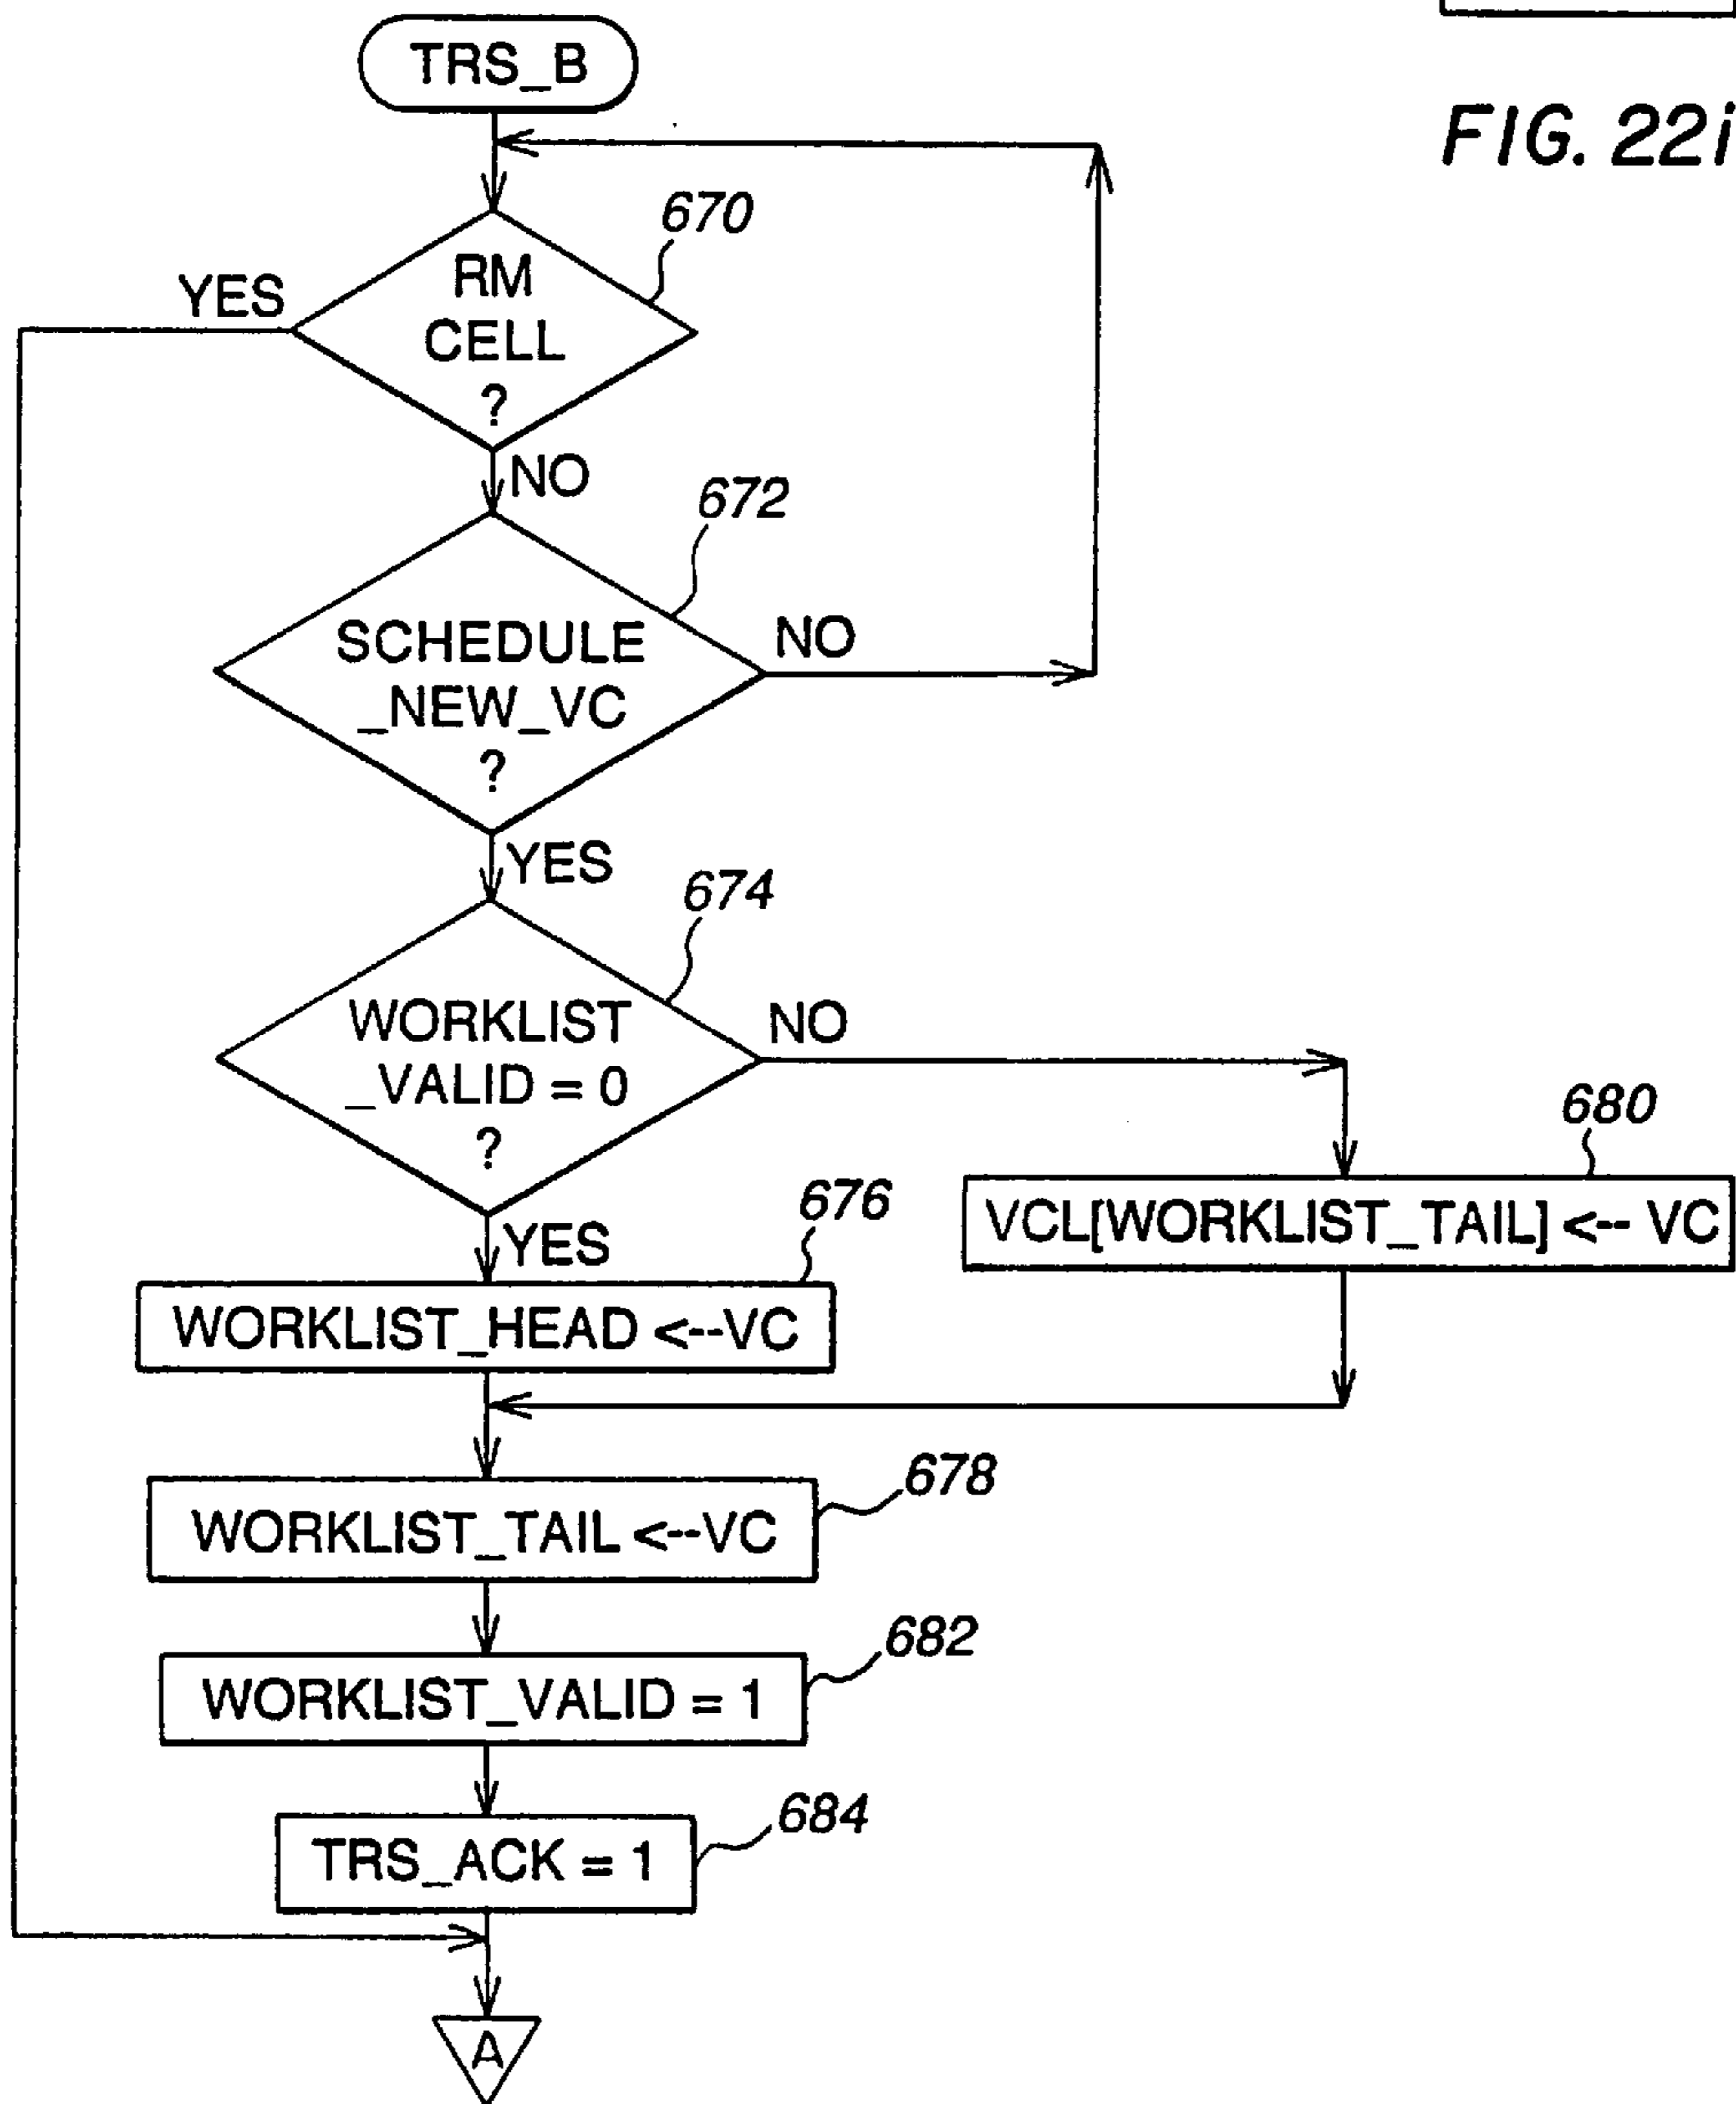 TRS_B
FIG. 22i
670
YES
RM
CELL
?
NO
672
SCHEDULE
_NEW_VC
?
NO
YES
674
WORKLIST
_VALID = 0
?
NO
680
VCL[WORKLIST_TAIL] <-- VC
YES
676
WORKLIST_HEAD <--VC
678
WORKLIST_TAIL <--VC
682
WORKLIST_VALID = 1
684
TRS_ACK = 1
A